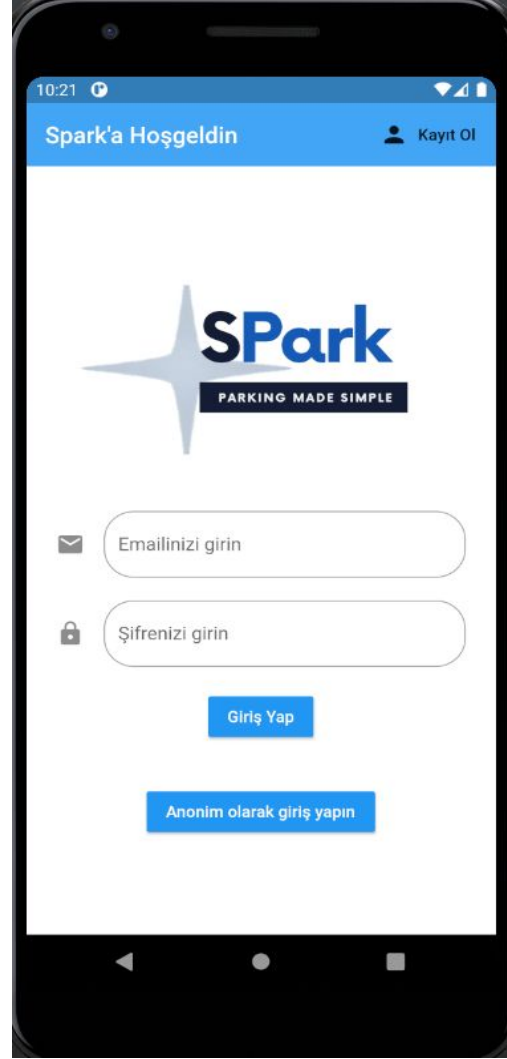 10:21
Spark'a Hoşgeldin
Kayıt Ol
SPark
PARKING MADE SIMPLE
Emailinizi girin
Şifrenizi girin
Giriş Yap
Anonim olarak giriş yapın